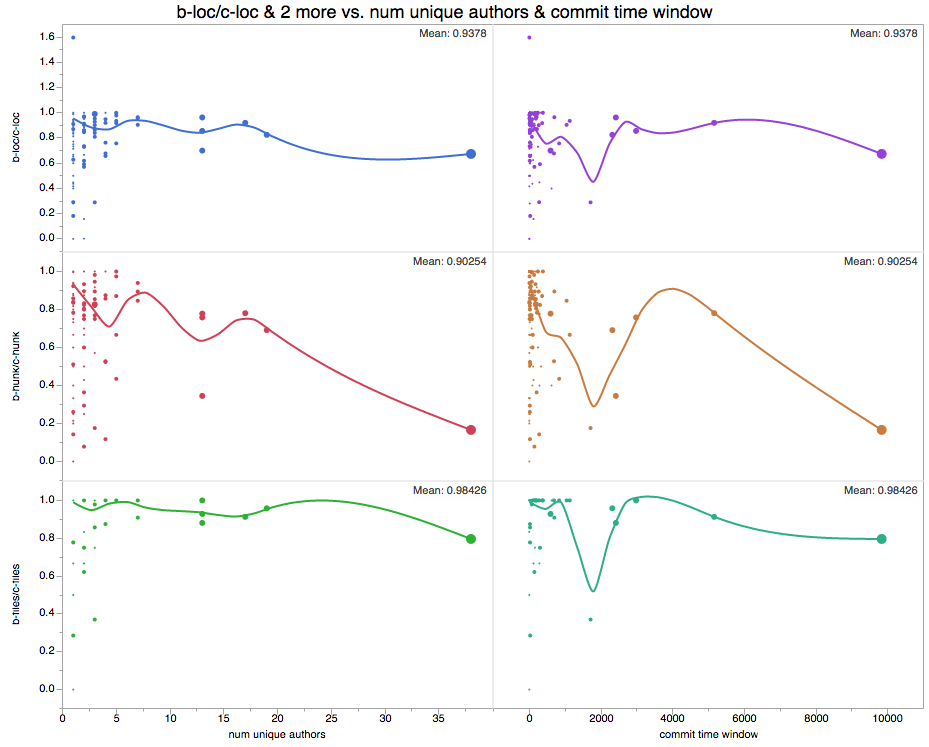 b-loc/c-loc & 2 more vs. num unique authors & commit time window
b-loc/c-loc
1.6
1.4
1.2
1.0
0.8
0.6
0.4
0.2
0.0
Mean: 0.9378
Mean: 0.9378
b-hunk/c-hunk
1.0
0.8
0.6
0.4
0.2
0.0
Mean: 0.90254
Mean: 0.90254
b-files/c-files
1.0
0.8
0.6
0.4
0.2
0.0
Mean: 0.98426
Mean: 0.98426
0 5 10 15 20 25 30 35
0 2000 4000 6000 8000 10000
num unique authors
commit time window